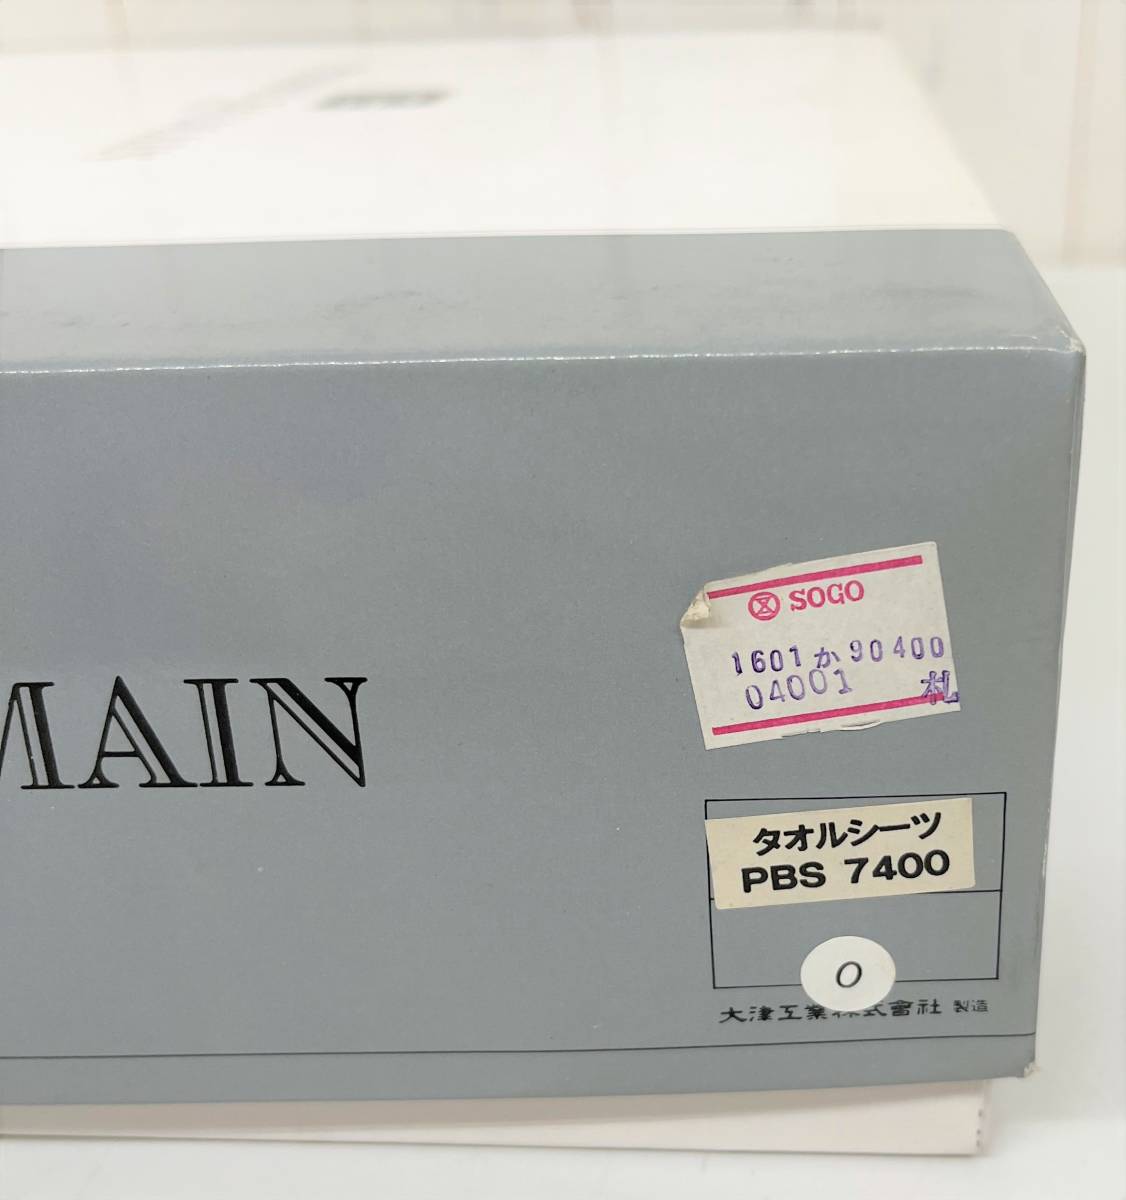 SOGO
1601か90400
04001 札
MAIN
タオルシーツ
PBS 7400
O
大津工業株式會社 製造